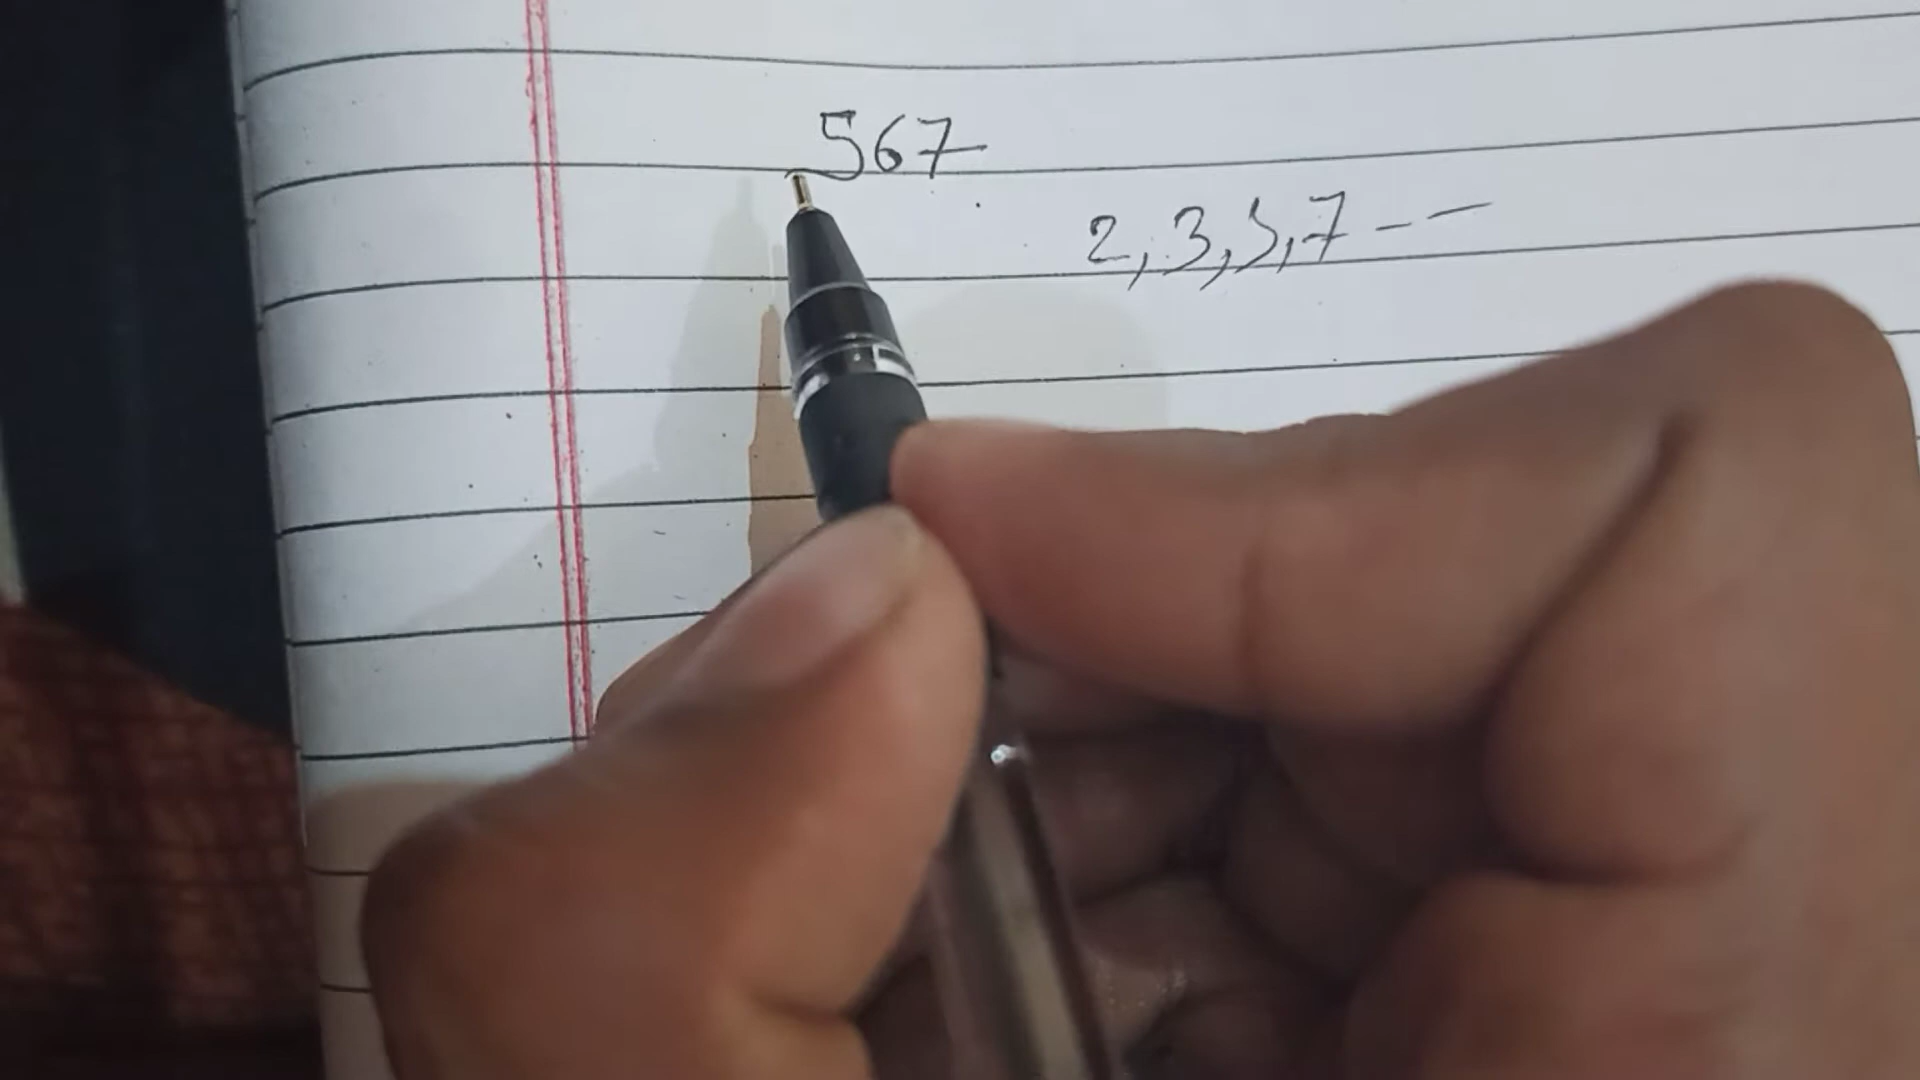 567
2, 3, 5, 7 - -